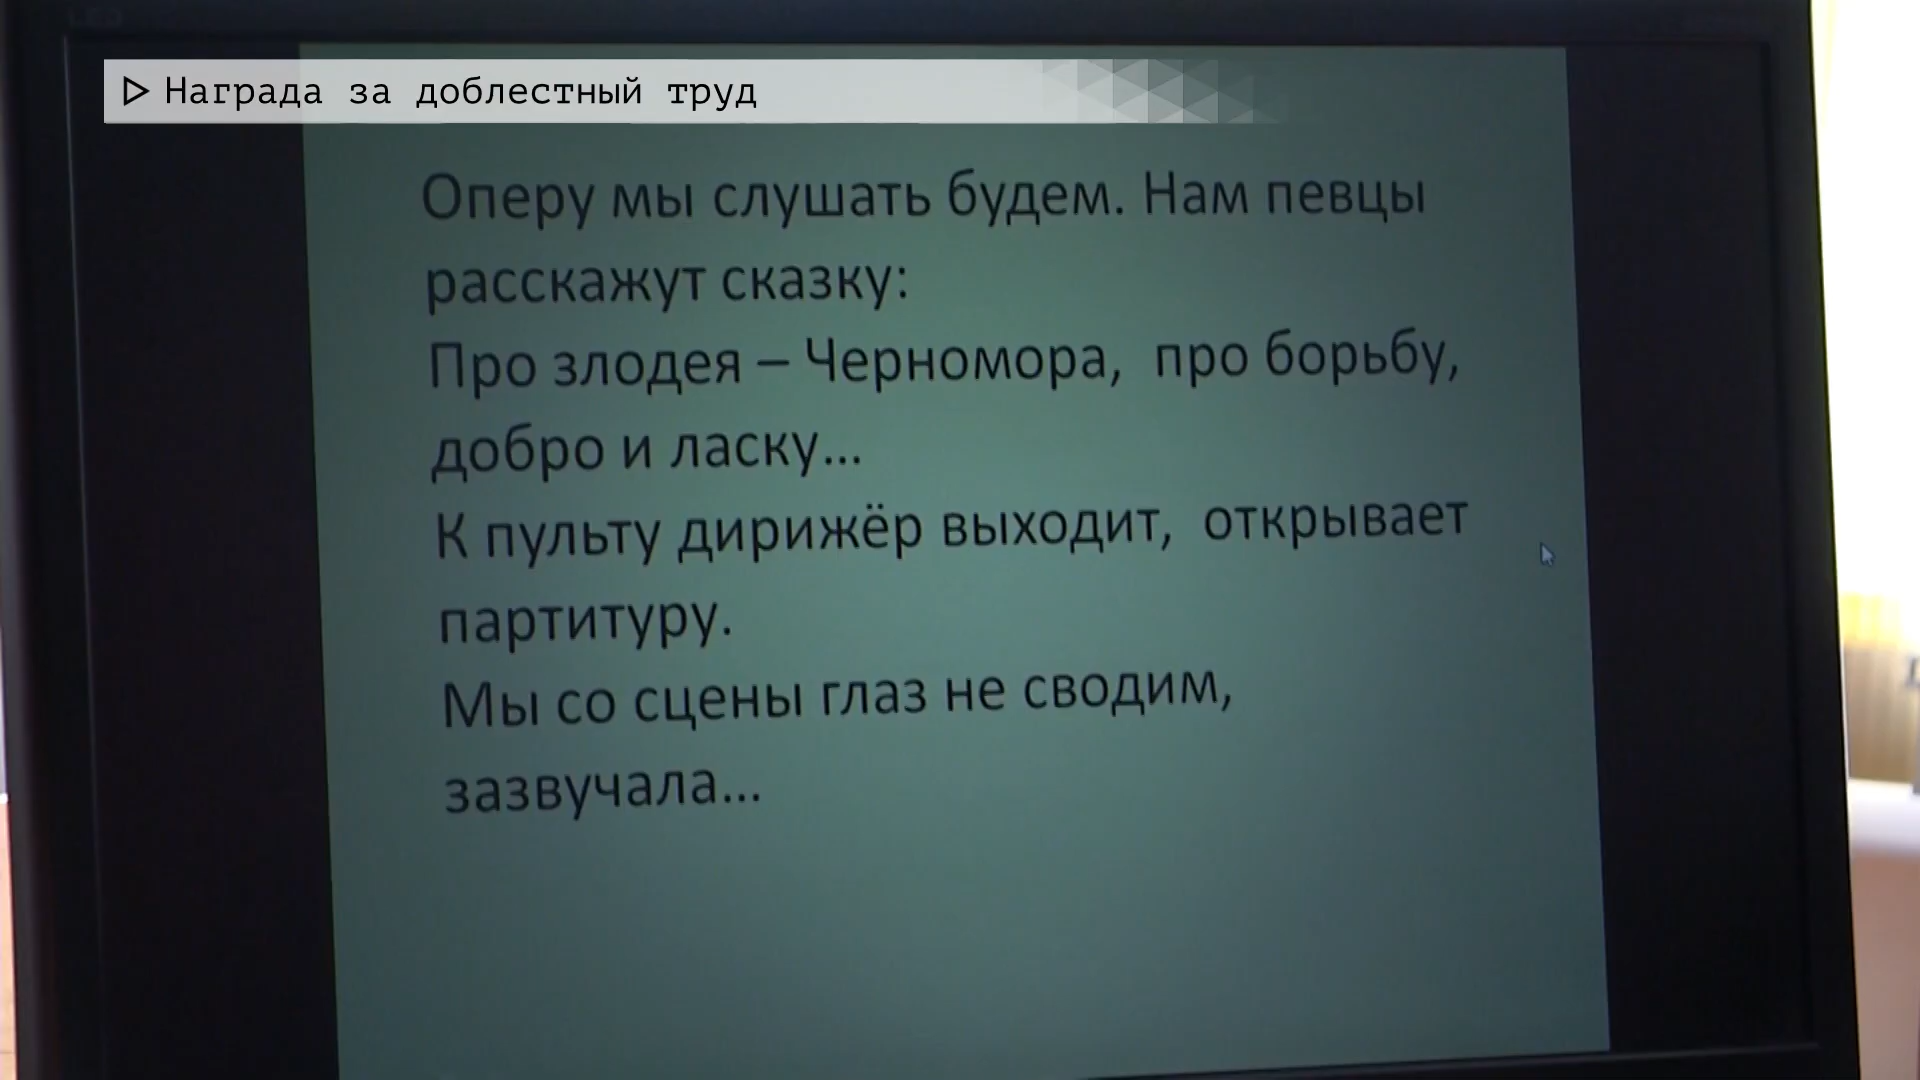 Награда за доблестный труд
Оперу мы слушать будем. Нам певцы
расскажут сказку:
Про злодея – Черномора, про борьбу,
добро и ласку...
К пульту дирижёр выходит, открывает
партитуру.
Мы со сцены глаз не сводим,
зазвучала...